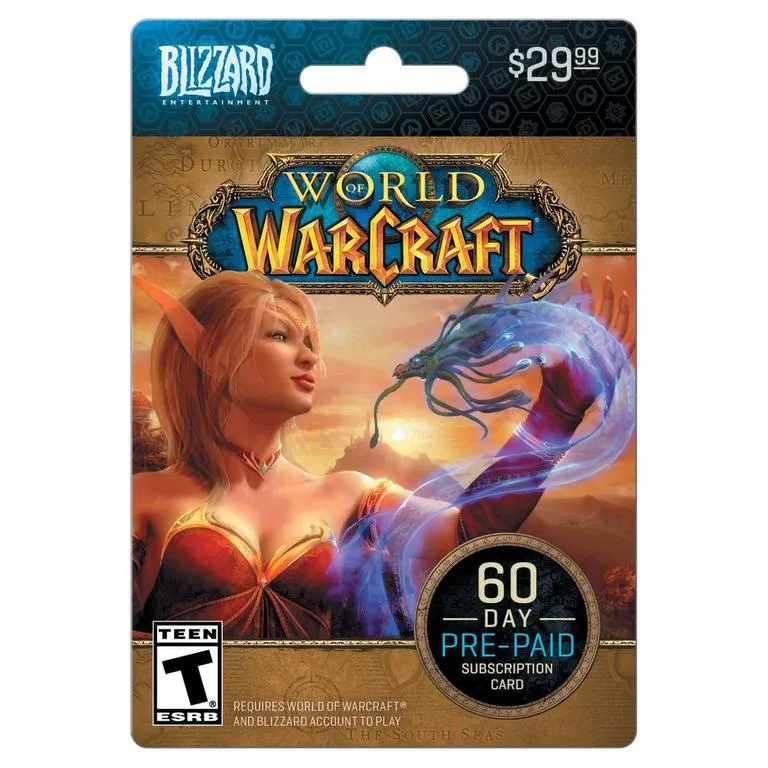 BLIZZARD
ENTERTAINMENT
$29.99
ORGRIMMAR
WORLD
OF
WARCRAFT
60
DAY
PRE-PAID
SUBSCRIPTION
CARD
TEEN
T
ESRB
REQUIRES WORLD OF WARCRAFT®
AND BLIZZARD ACCOUNT TO PLAY
THE SOUTH SEAS